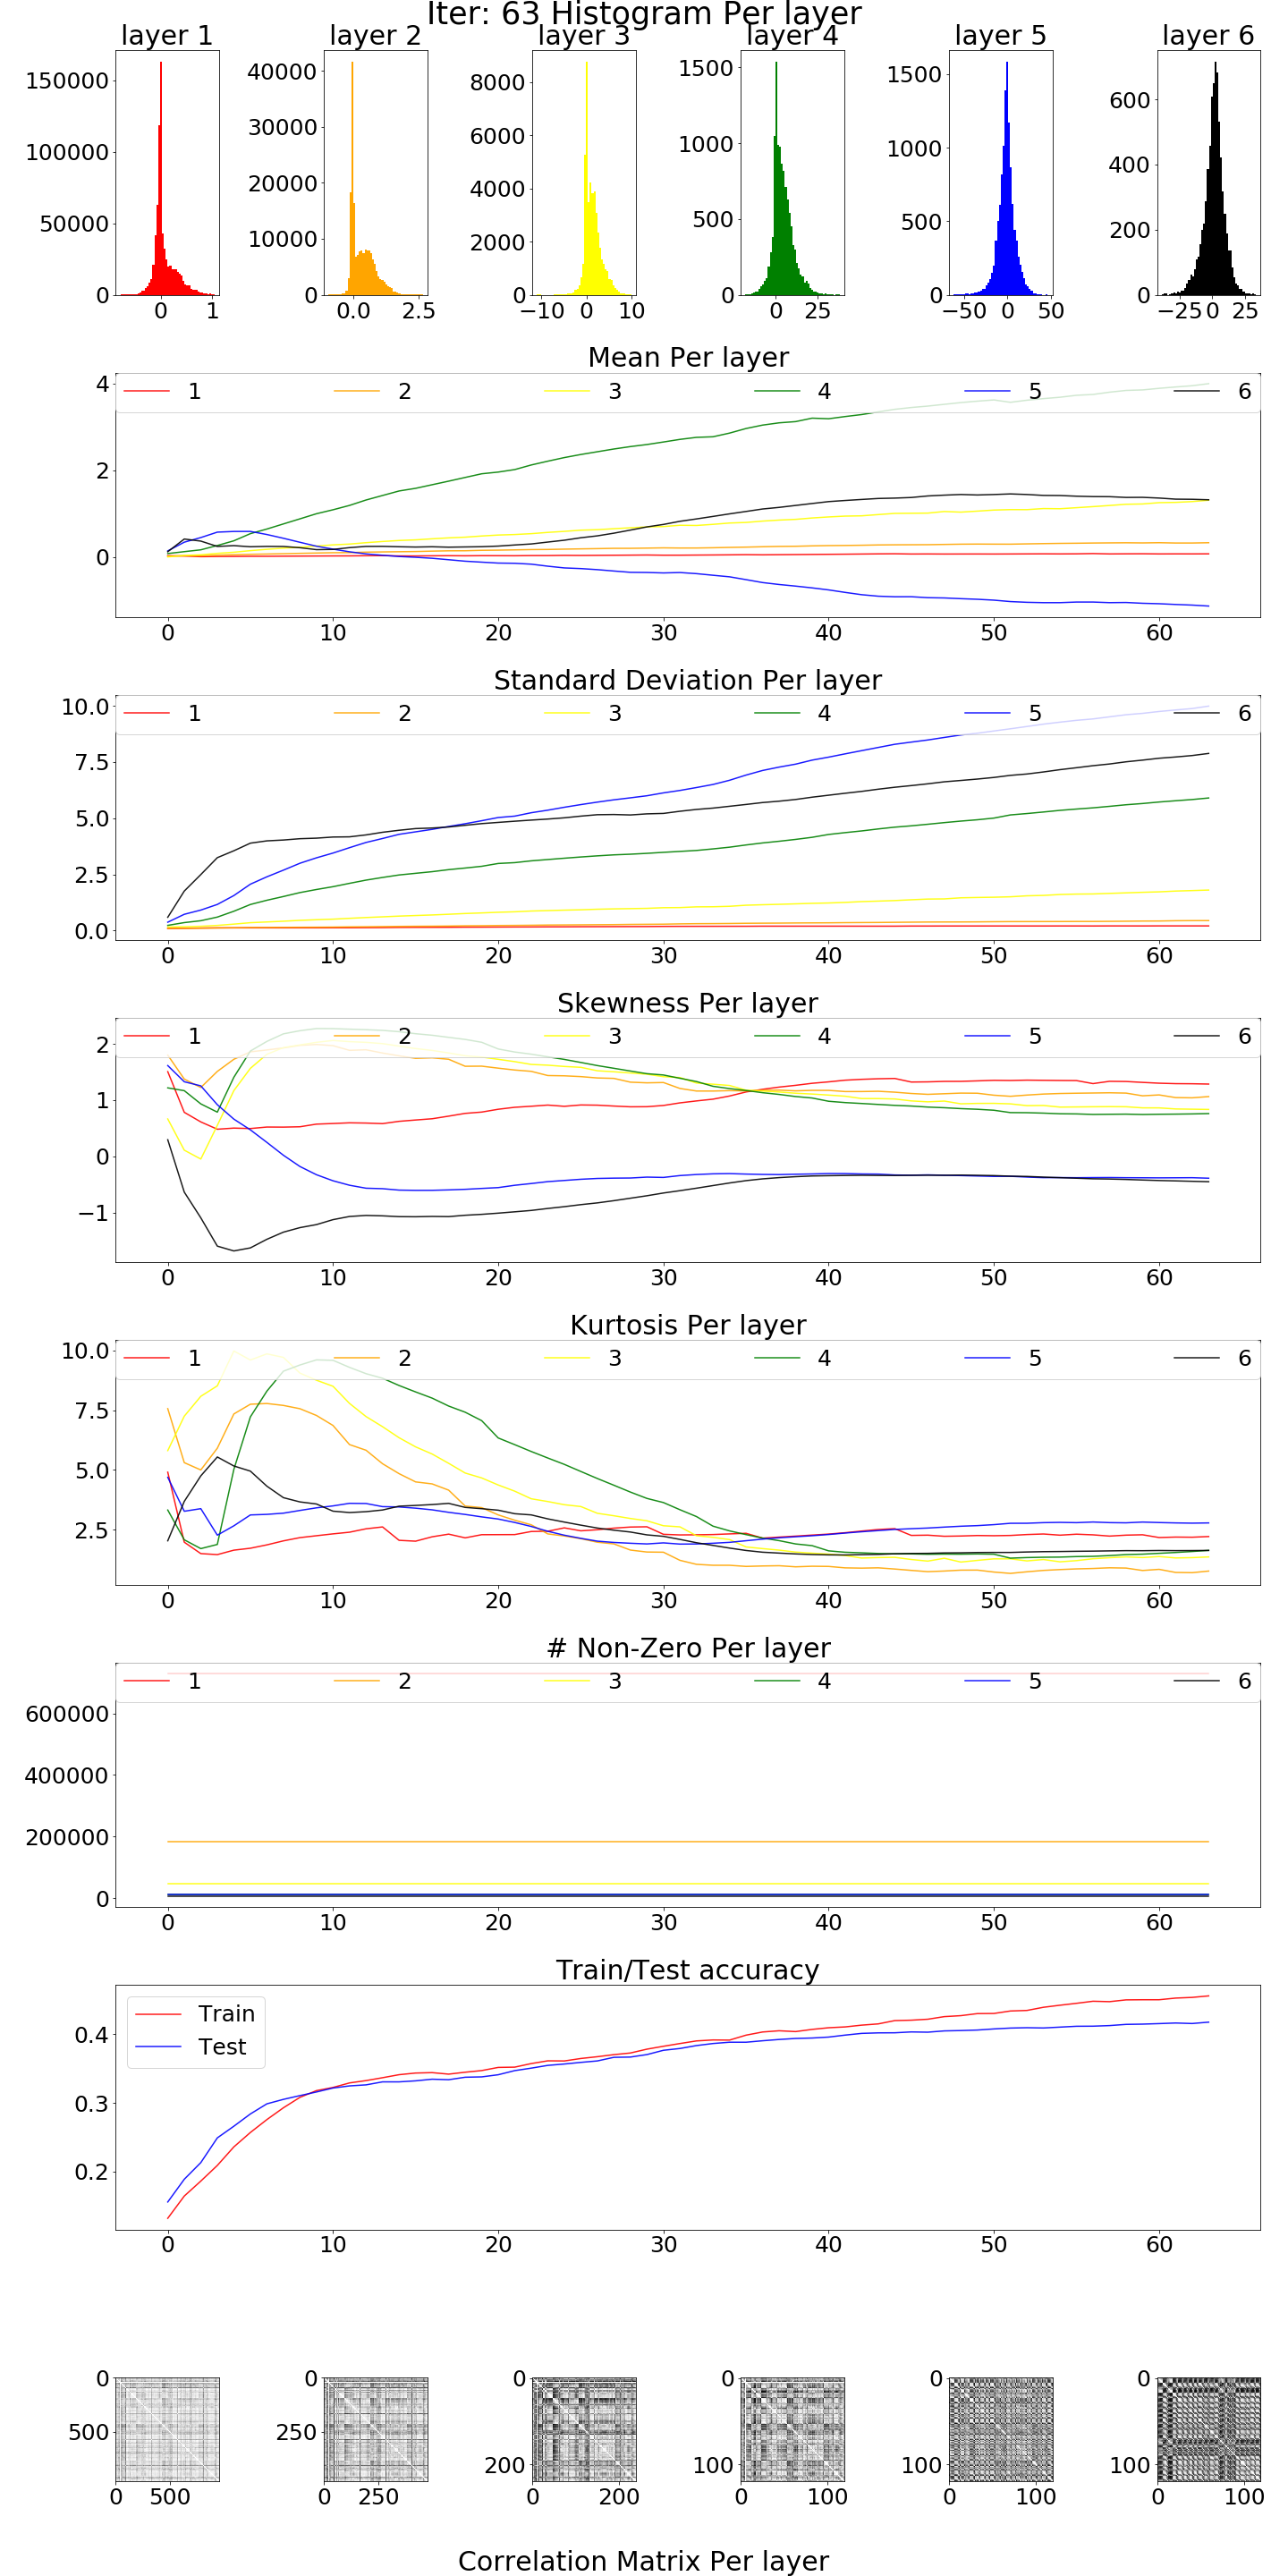 Iter: 63 Histogram Per layer
layer 1 layer 2 layer 3 layer 4 layer 5 layer 6
150000 100000 50000 0
0 1
40000 30000 20000 10000 0
0.0 2.5
8000 6000 4000 2000 0
−10 0 10
1500 1000 500 0
0 25
1500 1000 500 0
−50 0 50
600 400 200 0
−25 0 25
Mean Per layer
1 2 3 4 5 6
4
2
0
0 10 20 30 40 50 60
Standard Deviation Per layer
1 2 3 4 5 6
10.0
7.5
5.0
2.5
0.0
0 10 20 30 40 50 60
Skewness Per layer
1 2 3 4 5 6
2
1
0
−1
0 10 20 30 40 50 60
Kurtosis Per layer
1 2 3 4 5 6
10.0
7.5
5.0
2.5
0 10 20 30 40 50 60
# Non-Zero Per layer
1 2 3 4 5 6
600000
400000
200000
0
0 10 20 30 40 50 60
Train/Test accuracy
Train
Test
0.4
0.3
0.2
0 10 20 30 40 50 60
0 500
0 500
0 250
0 250
0 200
0 200
0 100
0 100
0 100
0 100
0 100
0 100
Correlation Matrix Per layer